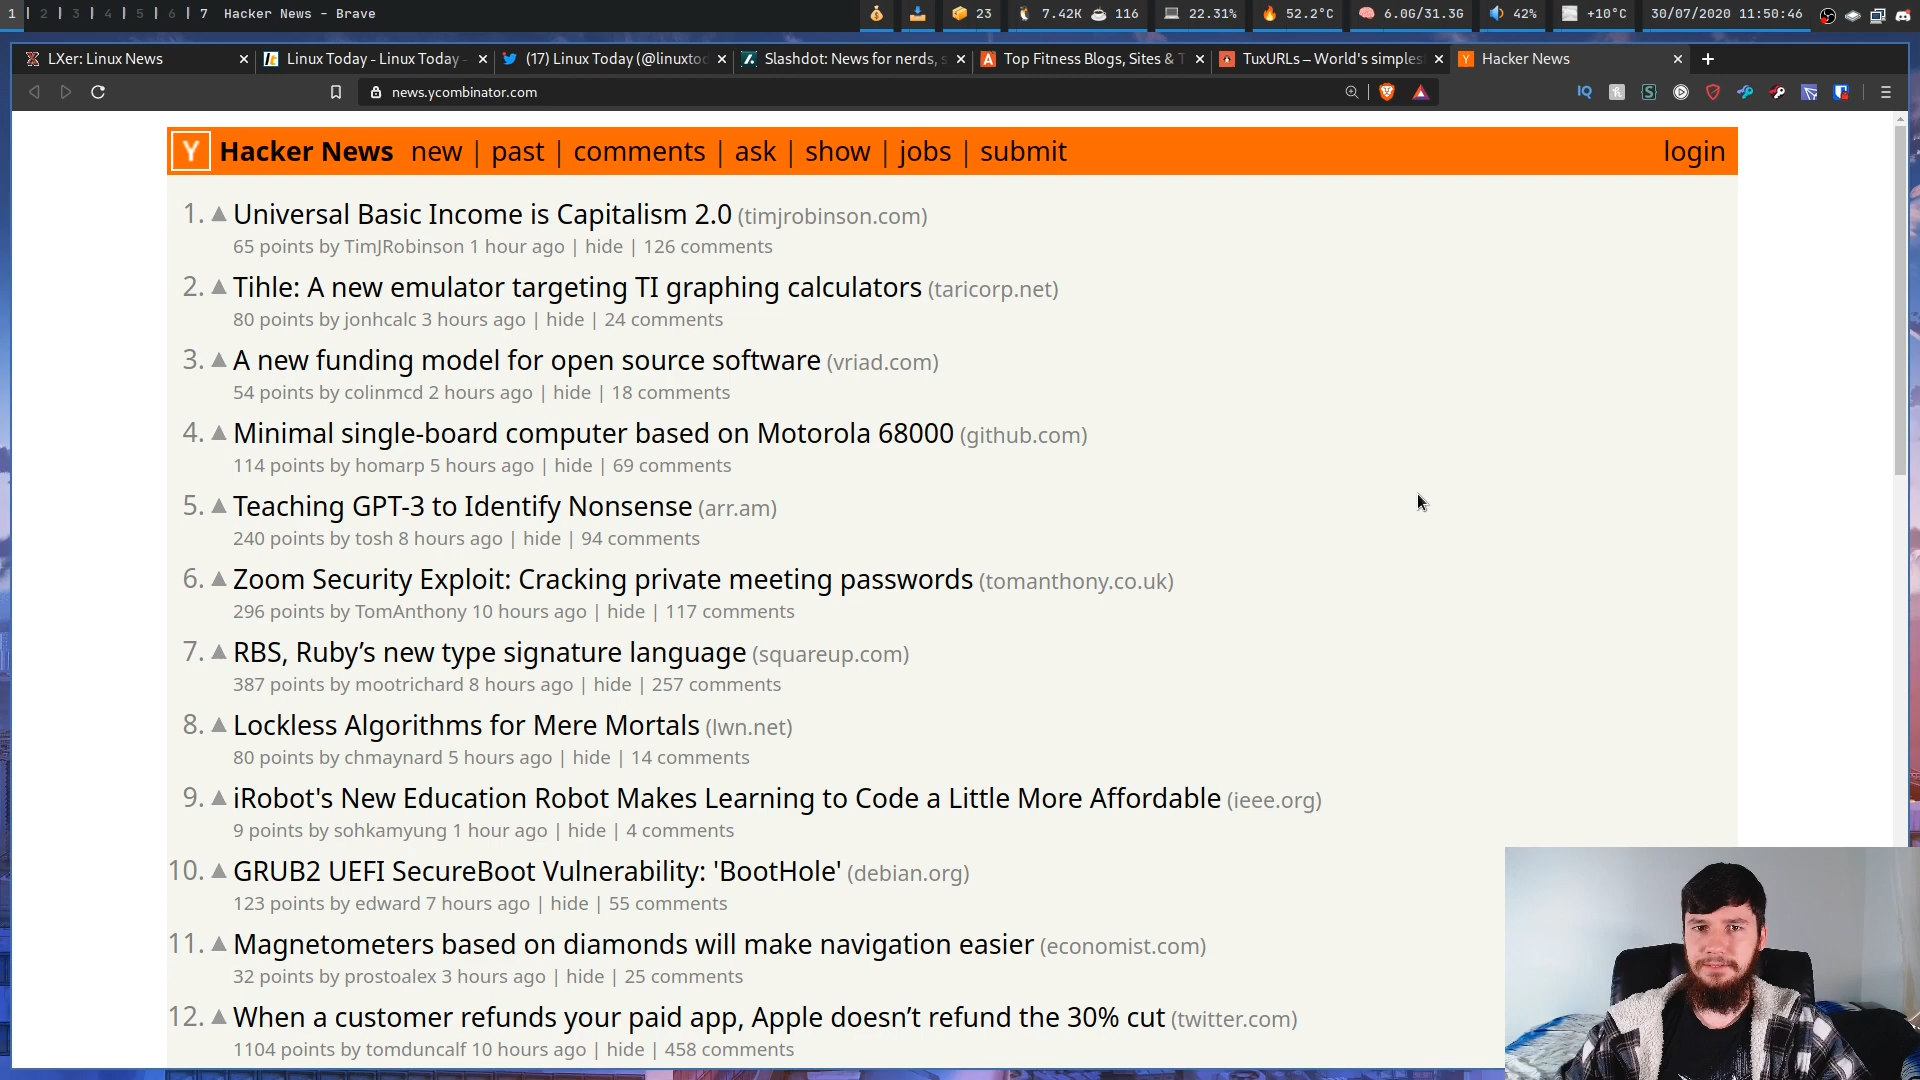 1 | 2 | 3 | 4 | 5 | 6 | 7 Hacker News - Brave
23 7.42K 116 22.31% 52.2°C 6.0G/31.3G 42% +10°C 30/07/2020 11:50:46
LXer: Linux News Linux Today - Linux Today - (17) Linux Today (@linuxto Slashdot: News for nerds, s Top Fitness Blogs, Sites & T TuxURLs – World's simples Hacker News
news.ycombinator.com IQ
Y Hacker News new | past | comments | ask | show | jobs | submit login
1. Universal Basic Income is Capitalism 2.0 (timjrobinson.com)
65 points by TimJRobinson 1 hour ago | hide | 126 comments
2. Tihle: A new emulator targeting TI graphing calculators (taricorp.net)
80 points by jonhcalc 3 hours ago | hide | 24 comments
3. A new funding model for open source software (vriad.com)
54 points by colinmcd 2 hours ago | hide | 18 comments
4. Minimal single-board computer based on Motorola 68000 (github.com)
114 points by homarp 5 hours ago | hide | 69 comments
5. Teaching GPT-3 to Identify Nonsense (arr.am)
240 points by tosh 8 hours ago | hide | 94 comments
6. Zoom Security Exploit: Cracking private meeting passwords (tomanthony.co.uk)
296 points by TomAnthony 10 hours ago | hide | 117 comments
7. RBS, Ruby’s new type signature language (squareup.com)
387 points by mootrichard 8 hours ago | hide | 257 comments
8. Lockless Algorithms for Mere Mortals (lwn.net)
80 points by chmaynard 5 hours ago | hide | 14 comments
9. iRobot's New Education Robot Makes Learning to Code a Little More Affordable (ieee.org)
9 points by sohkamyung 1 hour ago | hide | 4 comments
10. GRUB2 UEFI SecureBoot Vulnerability: 'BootHole' (debian.org)
123 points by edward 7 hours ago | hide | 55 comments
11. Magnetometers based on diamonds will make navigation easier (economist.com)
32 points by prostoalex 3 hours ago | hide | 25 comments
12. When a customer refunds your paid app, Apple doesn’t refund the 30% cut (twitter.com)
1104 points by tomduncalf 10 hours ago | hide | 458 comments